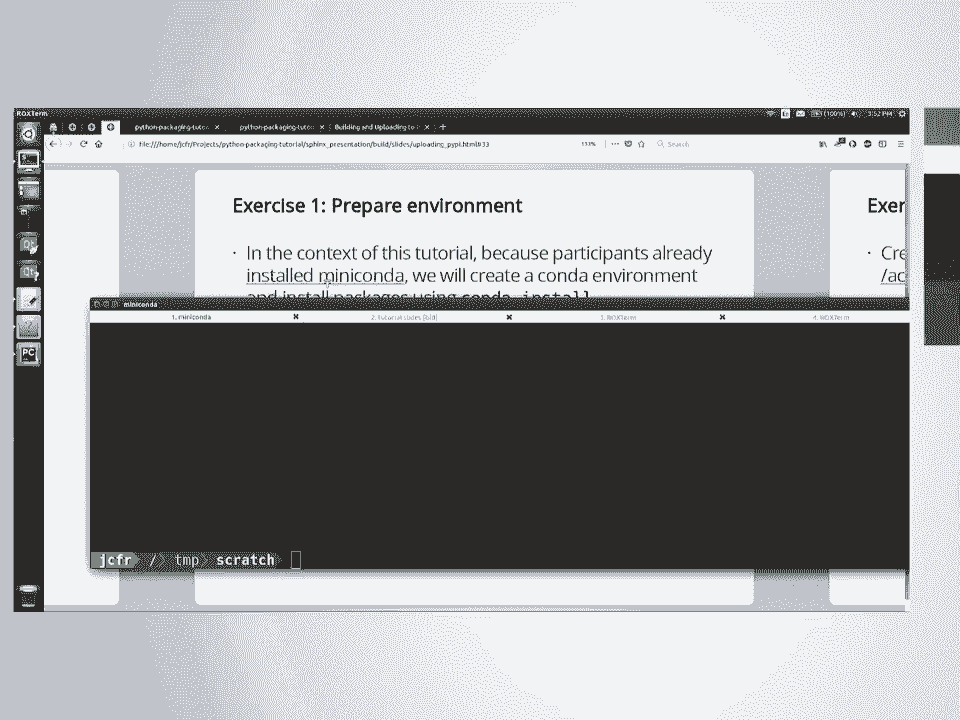 ROXTerm
(100%) 3:52 PM
python-packaging-tutor python-packaging-tutor Building and Uploading to
file:///home/jcfr/Projects/python-packaging-tutorial/sphinx_presentation/build/slides/uploading_pypi.html#33 133% Search
Exercise 1: Prepare environment
Exer
· In the context of this tutorial, because participants already
installed miniconda, we will create a conda environment
and install packages using conda install
· Cre
/ac
miniconda
1. miniconda 2. Tutorial slides [bld] 3. ROXTerm 4. ROXTerm
jcfr / tmp scratch
PC